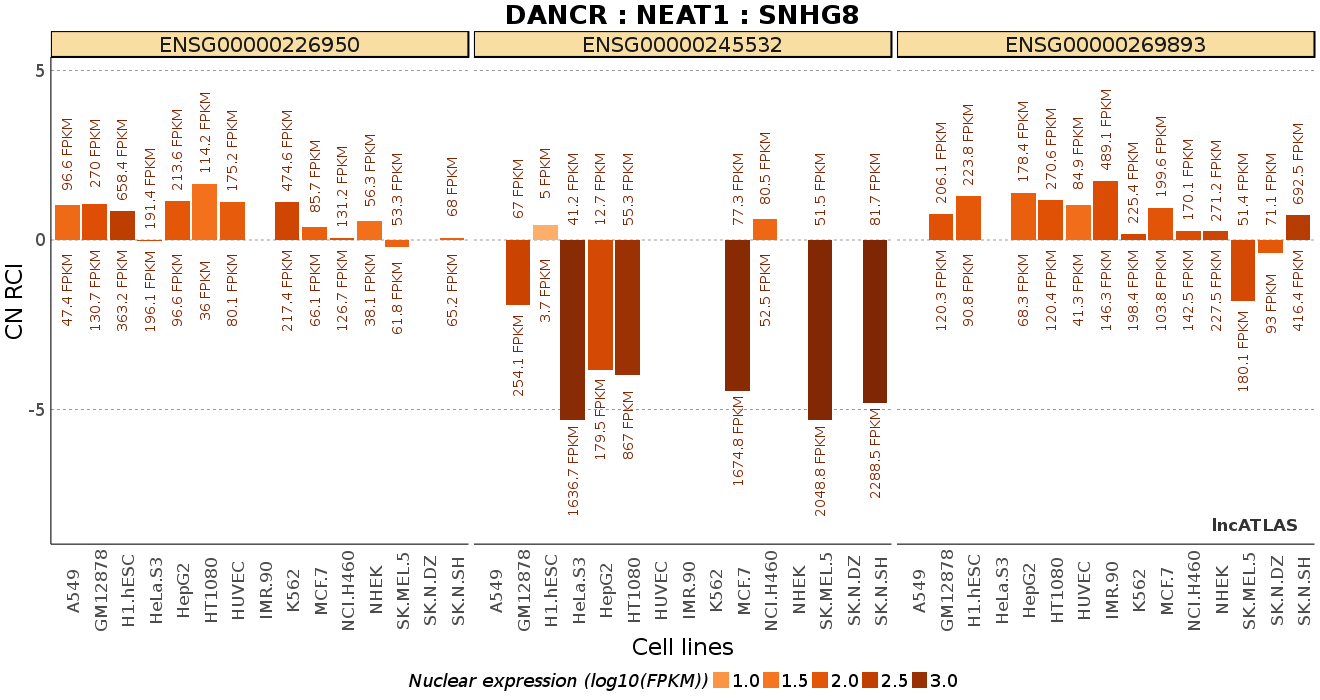 DANCR : NEAT1 : SNHG8
ENSG00000226950
ENSG00000245532
ENSG00000269893
CN RCI
5
0
-5
96.6 FPKM
270 FPKM
658.4 FPKM
191.4 FPKM
213.6 FPKM
114.2 FPKM
175.2 FPKM
474.6 FPKM
85.7 FPKM
131.2 FPKM
56.3 FPKM
53.3 FPKM
68 FPKM
47.4 FPKM
130.7 FPKM
363.2 FPKM
196.1 FPKM
96.6 FPKM
36 FPKM
80.1 FPKM
217.4 FPKM
66.1 FPKM
126.7 FPKM
38.1 FPKM
61.8 FPKM
65.2 FPKM
67 FPKM
5 FPKM
41.2 FPKM
12.7 FPKM
55.3 FPKM
77.3 FPKM
80.5 FPKM
51.5 FPKM
81.7 FPKM
254.1 FPKM
3.7 FPKM
1636.7 FPKM
179.5 FPKM
867 FPKM
1674.8 FPKM
52.5 FPKM
2048.8 FPKM
2288.5 FPKM
206.1 FPKM
223.8 FPKM
178.4 FPKM
270.6 FPKM
84.9 FPKM
489.1 FPKM
225.4 FPKM
199.6 FPKM
170.1 FPKM
271.2 FPKM
51.4 FPKM
71.1 FPKM
692.5 FPKM
120.3 FPKM
90.8 FPKM
68.3 FPKM
120.4 FPKM
41.3 FPKM
146.3 FPKM
198.4 FPKM
103.8 FPKM
142.5 FPKM
227.5 FPKM
180.1 FPKM
93 FPKM
416.4 FPKM
lncATLAS
A549
GM12878
H1.hESC
HeLa.S3
HepG2
HT1080
HUVEC
IMR.90
K562
MCF.7
NCI.H460
NHEK
SK.MEL.5
SK.N.DZ
SK.N.SH
A549
GM12878
H1.hESC
HeLa.S3
HepG2
HT1080
HUVEC
IMR.90
K562
MCF.7
NCI.H460
NHEK
SK.MEL.5
SK.N.DZ
SK.N.SH
A549
GM12878
H1.hESC
HeLa.S3
HepG2
HT1080
HUVEC
IMR.90
K562
MCF.7
NCI.H460
NHEK
SK.MEL.5
SK.N.DZ
SK.N.SH
Cell lines
Nuclear expression (log10(FPKM)) 1.0 1.5 2.0 2.5 3.0